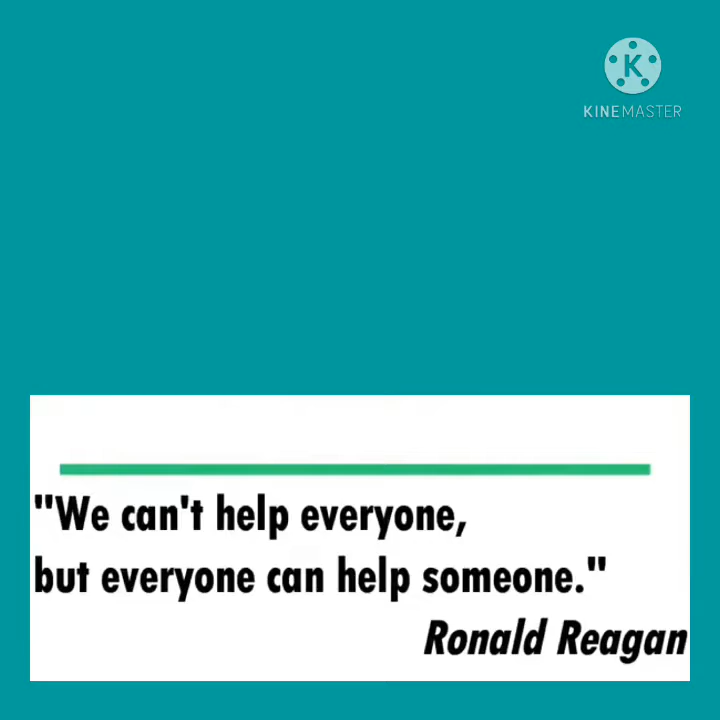 K
KINEMASTER
"We can't help everyone,
but everyone can help someone."
Ronald Reagan